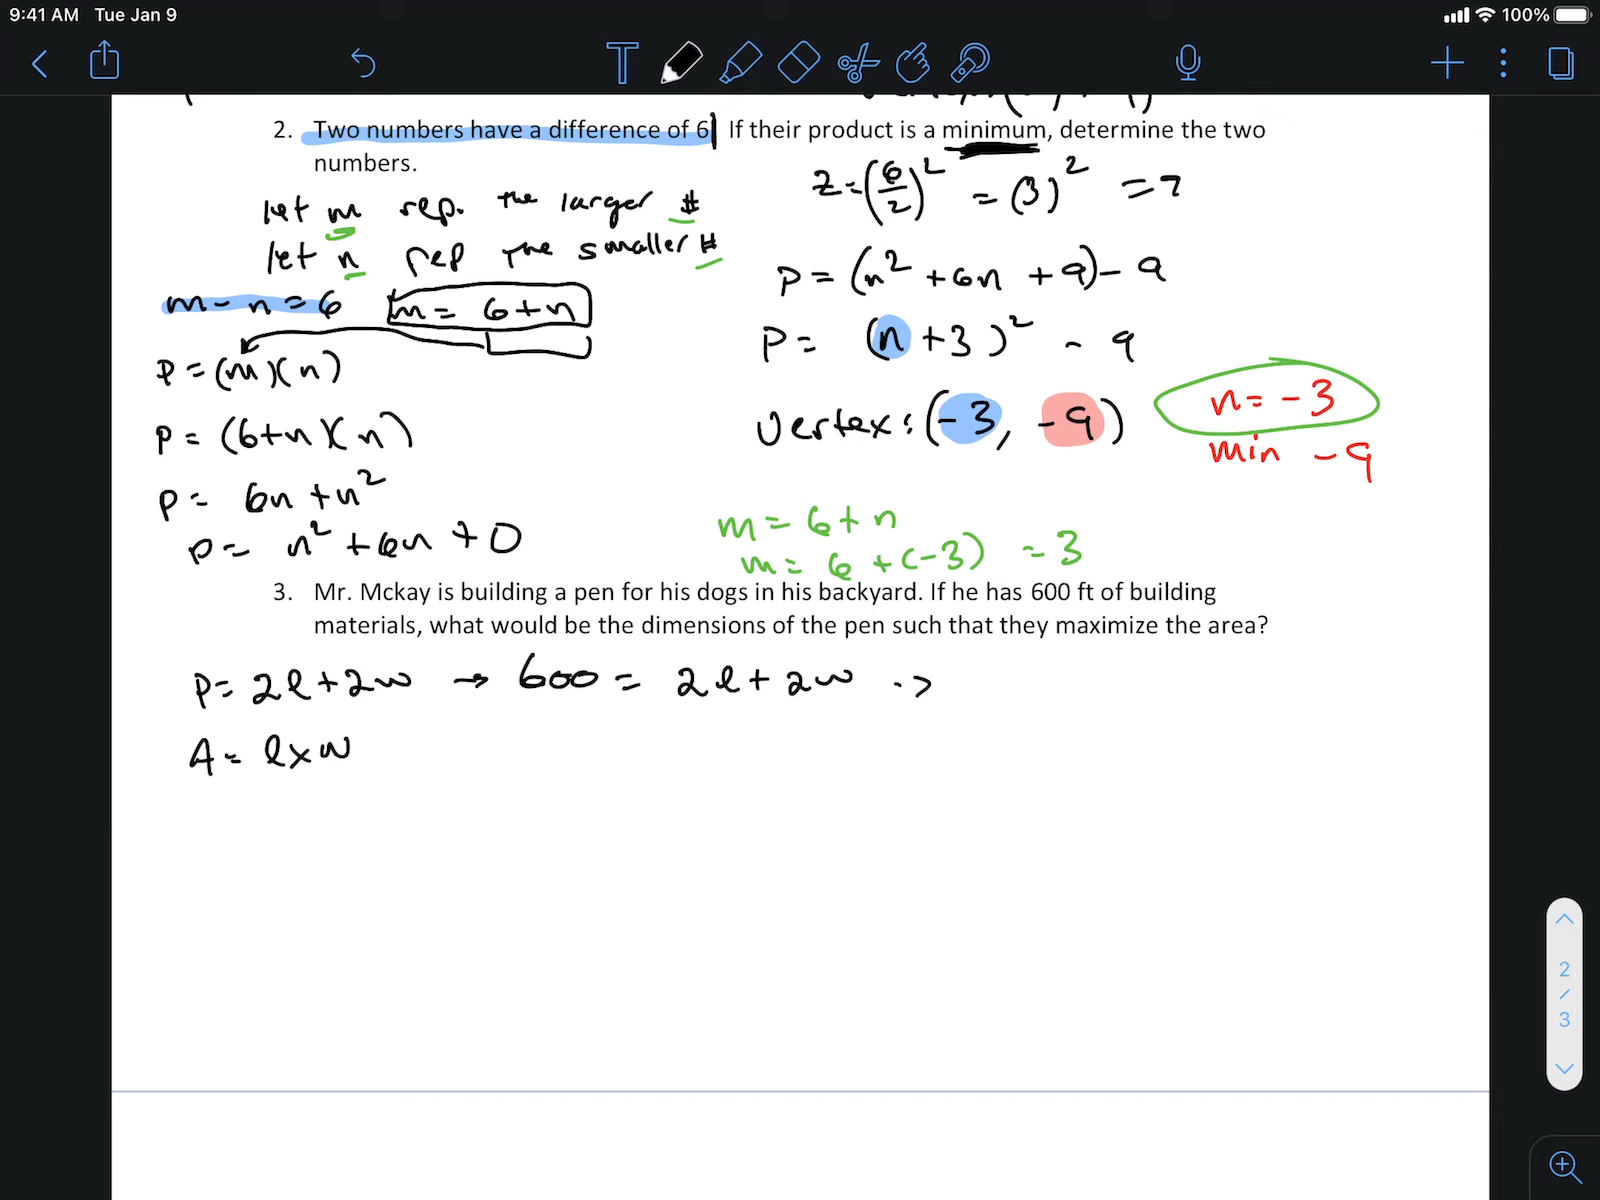 9:41 AM Tue Jan 9
100%
2. Two numbers have a difference of 6. If their product is a minimum, determine the two
numbers.
let m rep. the larger #
let n rep the smaller #
m - n = 6 m = 6 + n
P = (m)(n)
P = (6+n)(n)
P = 6n + n²
P = n² + 6n + 0
z = (6/2)² = (3)² = 9
P = (n² + 6n + 9) - 9
P = (n + 3)² - 9
Vertex: (-3, -9)
n = -3
min -9
m = 6 + n
m = 6 + (-3) = 3
3. Mr. Mckay is building a pen for his dogs in his backyard. If he has 600 ft of building
materials, what would be the dimensions of the pen such that they maximize the area?
P = 2l + 2w → 600 = 2l + 2w →
A = l × w
2
/
3